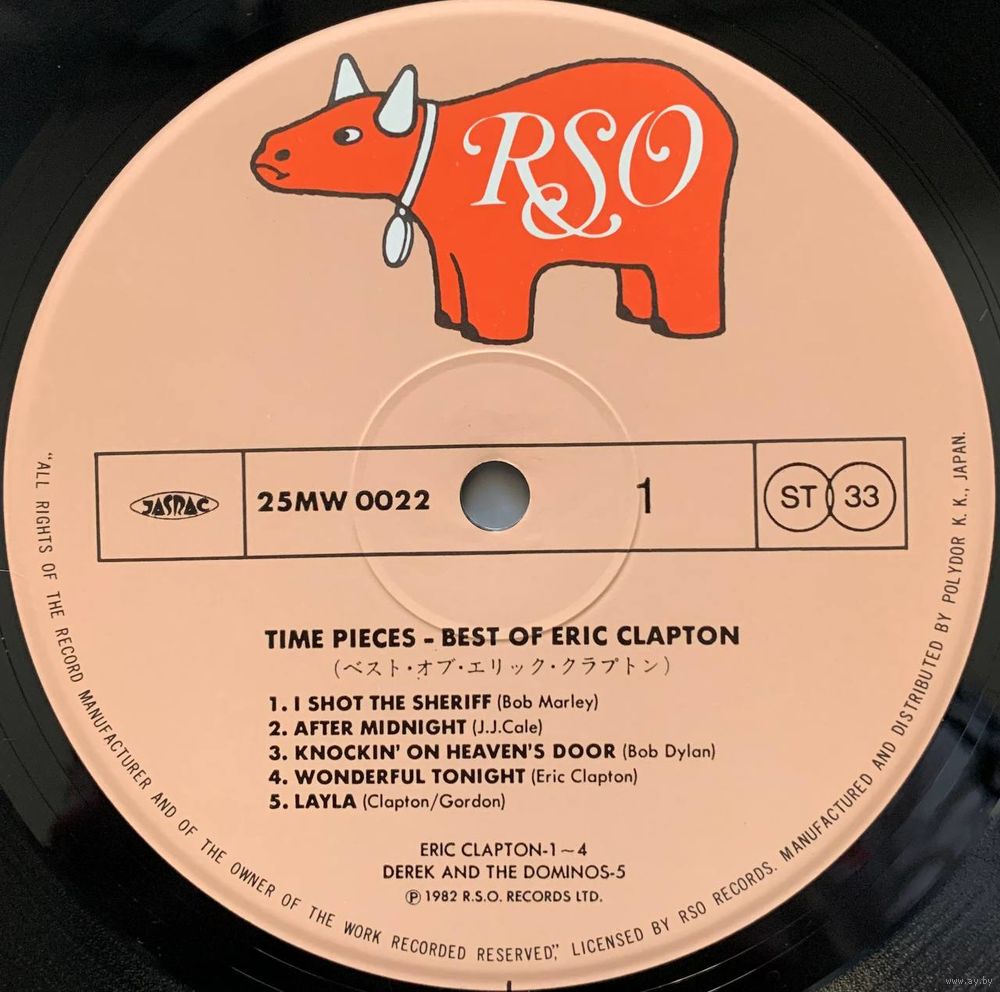 RSO
JASRAC
25MW 0022
1
ST 33
TIME PIECES – BEST OF ERIC CLAPTON
(ベスト・オブ・エリック・クラプトン)
1. I SHOT THE SHERIFF (Bob Marley)
2. AFTER MIDNIGHT (J.J.Cale)
3. KNOCKIN' ON HEAVEN'S DOOR (Bob Dylan)
4. WONDERFUL TONIGHT (Eric Clapton)
5. LAYLA (Clapton/Gordon)
ERIC CLAPTON-1~4
DEREK AND THE DOMINOS-5
Ⓟ 1982 R.S.O. RECORDS LTD.
"ALL RIGHTS OF THE RECORD MANUFACTURER AND OF THE OWNER OF THE WORK RECORDED RESERVED," LICENSED BY RSO RECORDS. MANUFACTURED AND DISTRIBUTED BY POLYDOR K. K., JAPAN.
www.ay.by